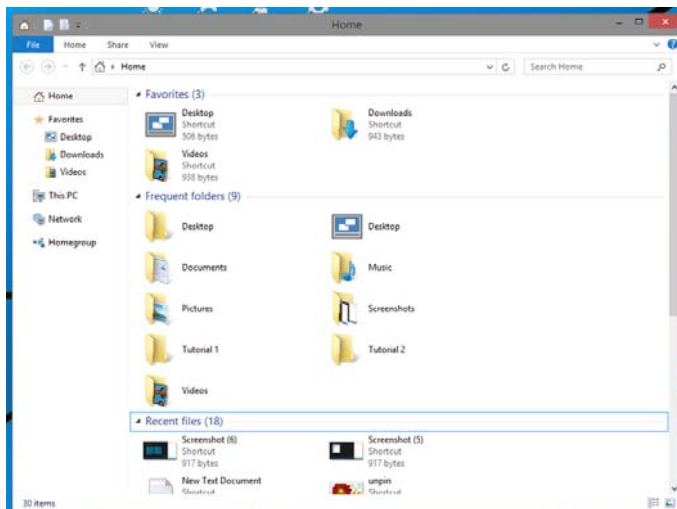 Home
File
Home
Share
View
Home
Search Home
Home
Favorites
Desktop
Downloads
Videos
This PC
Network
Homegroup
Favorites (3)
Desktop
Shortcut
506 bytes
Downloads
Shortcut
943 bytes
Videos
Shortcut
938 bytes
Frequent folders (9)
Desktop
Desktop
Documents
Music
Pictures
Screenshots
Tutorial 1
Tutorial 2
Videos
Recent files (18)
Screenshot (6)
Shortcut
917 bytes
Screenshot (5)
Shortcut
917 bytes
New Text Document
Shortcut
unpin
Shortcut
30 items